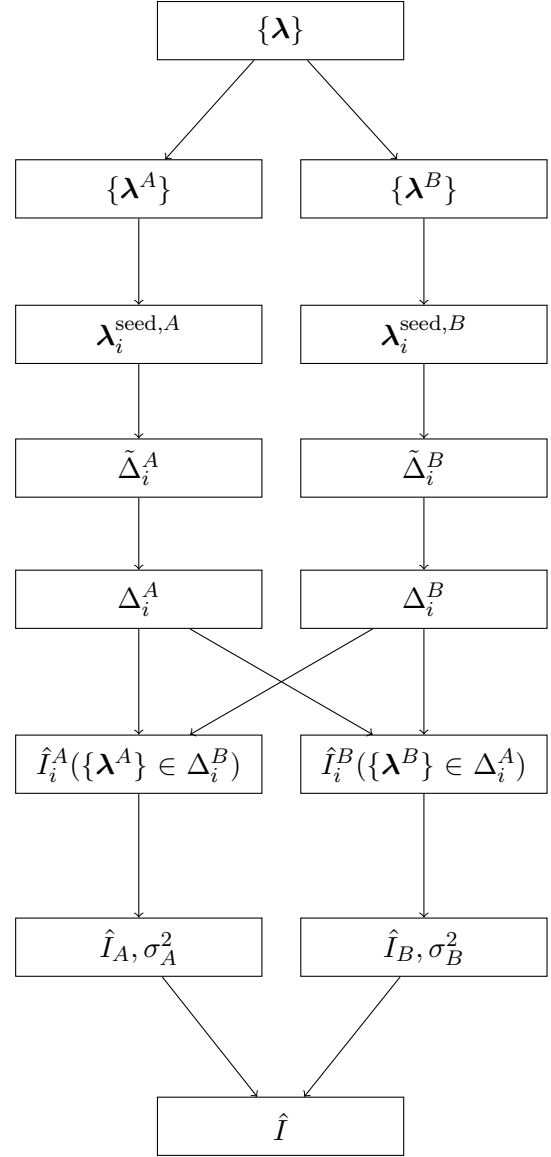 {𝛌}
{𝛌^A}
{𝛌^B}
𝛌_i^{seed,A}
𝛌_i^{seed,B}
Δ̃_i^A
Δ̃_i^B
Δ_i^A
Δ_i^B
Î_i^A({𝛌^A} ∈ Δ_i^B)
Î_i^B({𝛌^B} ∈ Δ_i^A)
Î_A, σ_A^2
Î_B, σ_B^2
Î